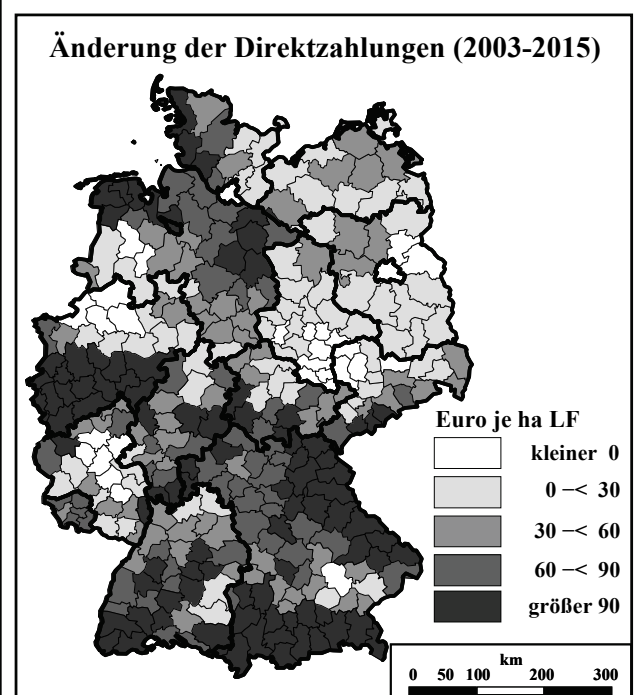 Änderung der Direktzahlungen (2003-2015)
Euro je ha LF
kleiner 0
0 –< 30
30 –< 60
60 –< 90
größer 90
km
0 50 100 200 300